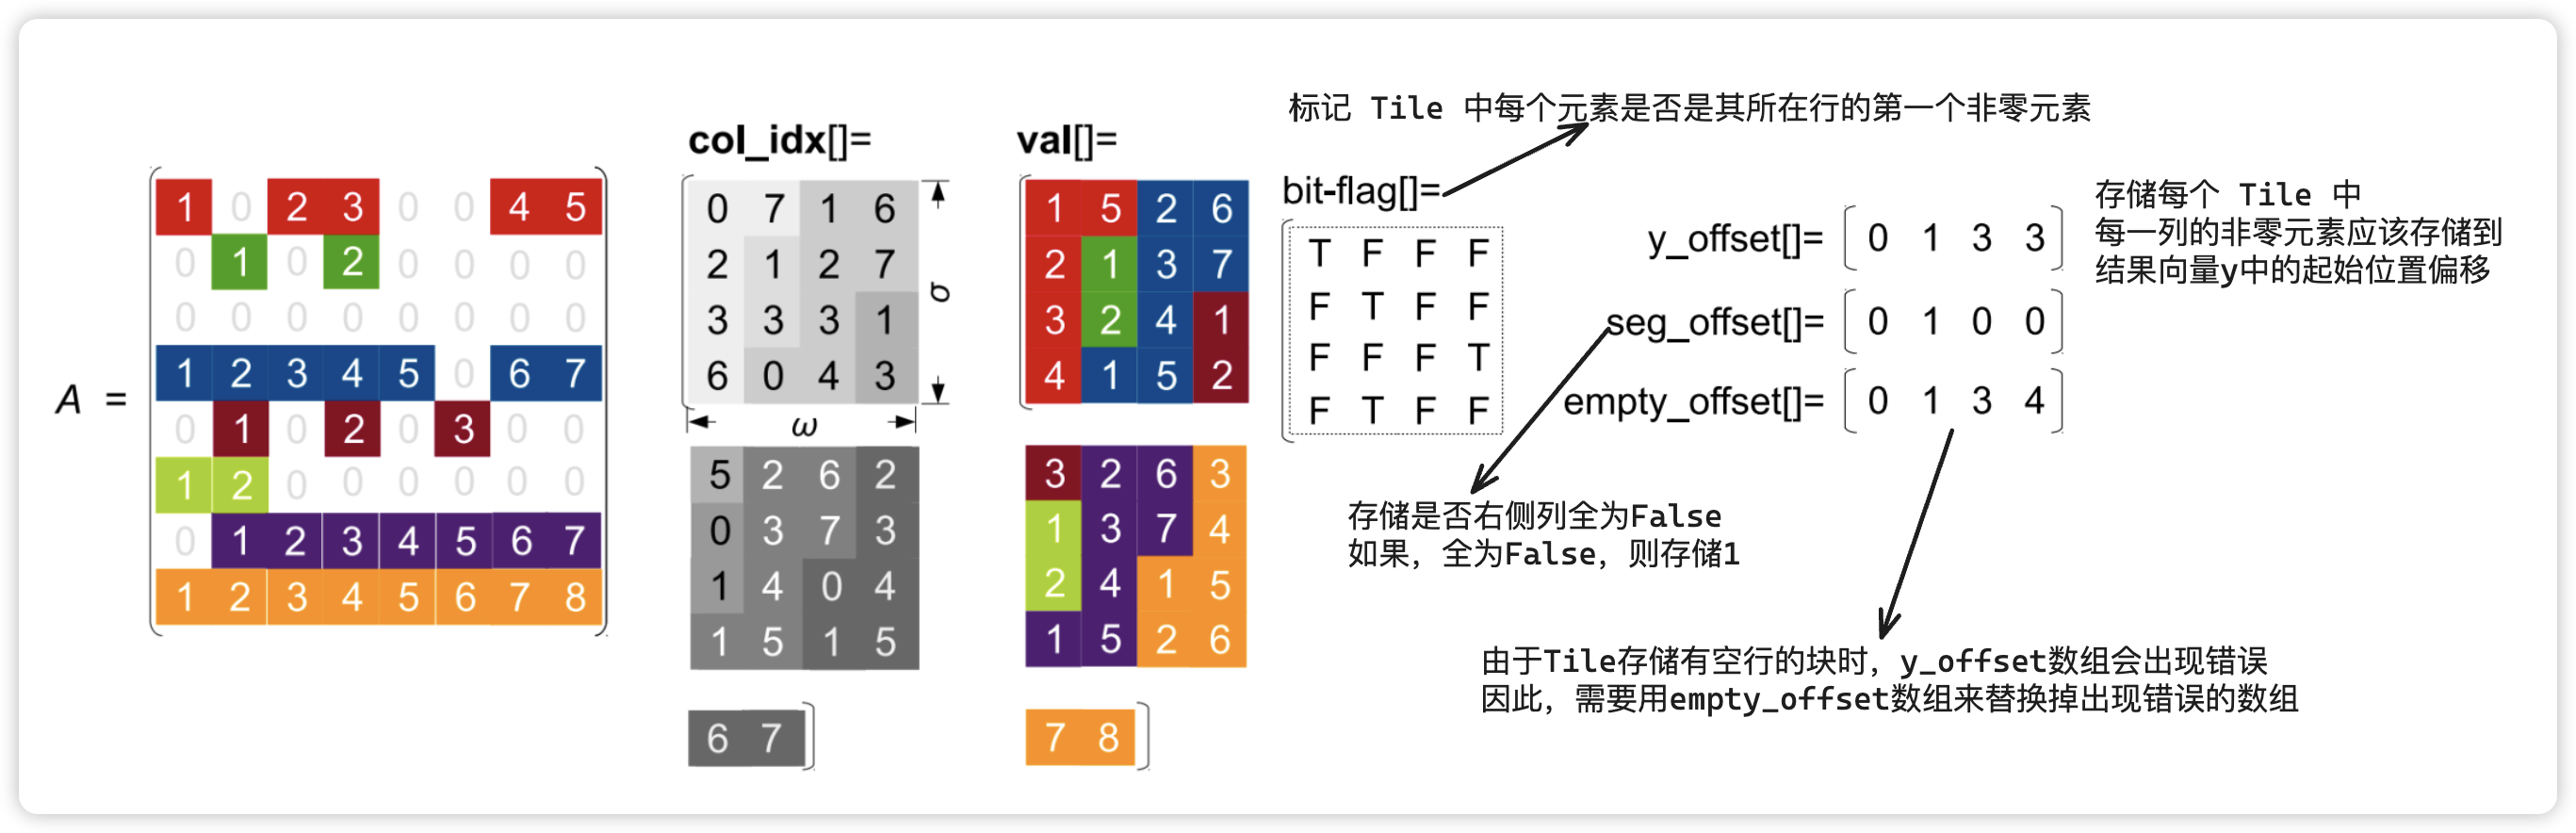 标记 Tile 中每个元素是否是其所在行的第一个非零元素
col_idx[]=
val[]=
bit-flag[]=
A =
1 0 2 3 0 0 4 5
0 1 0 2 0 0 0 0
0 0 0 0 0 0 0 0
1 2 3 4 5 0 6 7
0 1 0 2 0 3 0 0
1 2 0 0 0 0 0 0
0 1 2 3 4 5 6 7
1 2 3 4 5 6 7 8
0 7 1 6
2 1 2 7
3 3 3 1
6 0 4 3
σ
ω
5 2 6 2
0 3 7 3
1 4 0 4
1 5 1 5
6 7
1 5 2 6
2 1 3 7
3 2 4 1
4 1 5 2
3 2 6 3
1 3 7 4
2 4 1 5
1 5 2 6
7 8
T F F F
F T F F
F F F T
F T F F
y_offset[]= 0 1 3 3
seg_offset[]= 0 1 0 0
empty_offset[]= 0 1 3 4
存储每个 Tile 中
每一列的非零元素应该存储到
结果向量y中的起始位置偏移
存储是否右侧列全为False
如果，全为False，则存储1
由于Tile存储有空行的块时，y_offset数组会出现错误
因此，需要用empty_offset数组来替换掉出现错误的数组